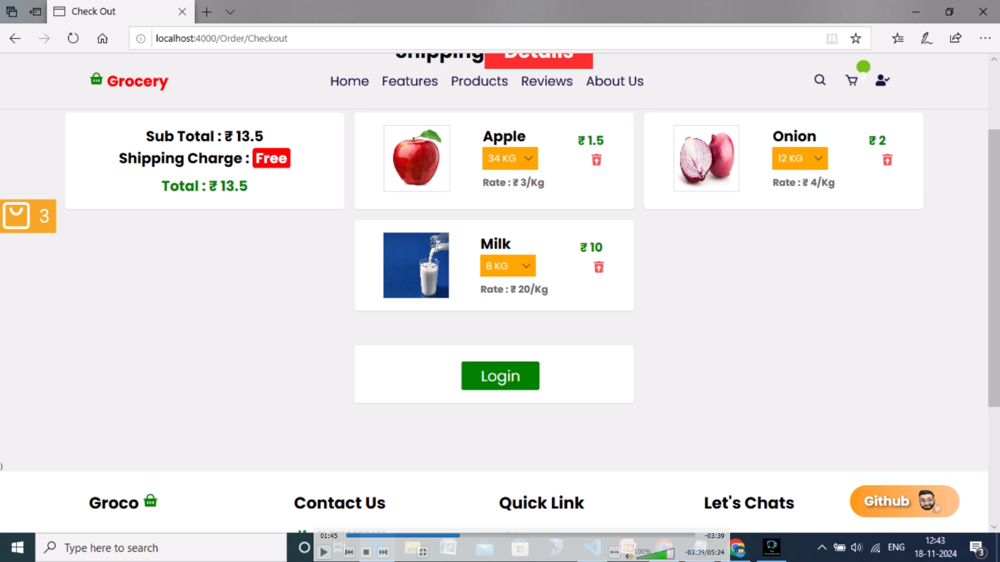 Check Out
localhost:4000/Order/Checkout
Shipping Details
Grocery
Home Features Products Reviews About Us
Sub Total : ₹ 13.5
Shipping Charge : Free
Total : ₹ 13.5
Apple
₹ 1.5
34 KG
Rate : ₹ 3/Kg
Onion
₹ 2
12 KG
Rate : ₹ 4/Kg
3
Milk
₹ 10
8 KG
Rate : ₹ 20/Kg
Login
)
Groco
Contact Us
Quick Link
Let's Chats
Github
01:45
-03:39
Type here to search
100%
-03:39/05:24
ENG
12:43
18-11-2024
3